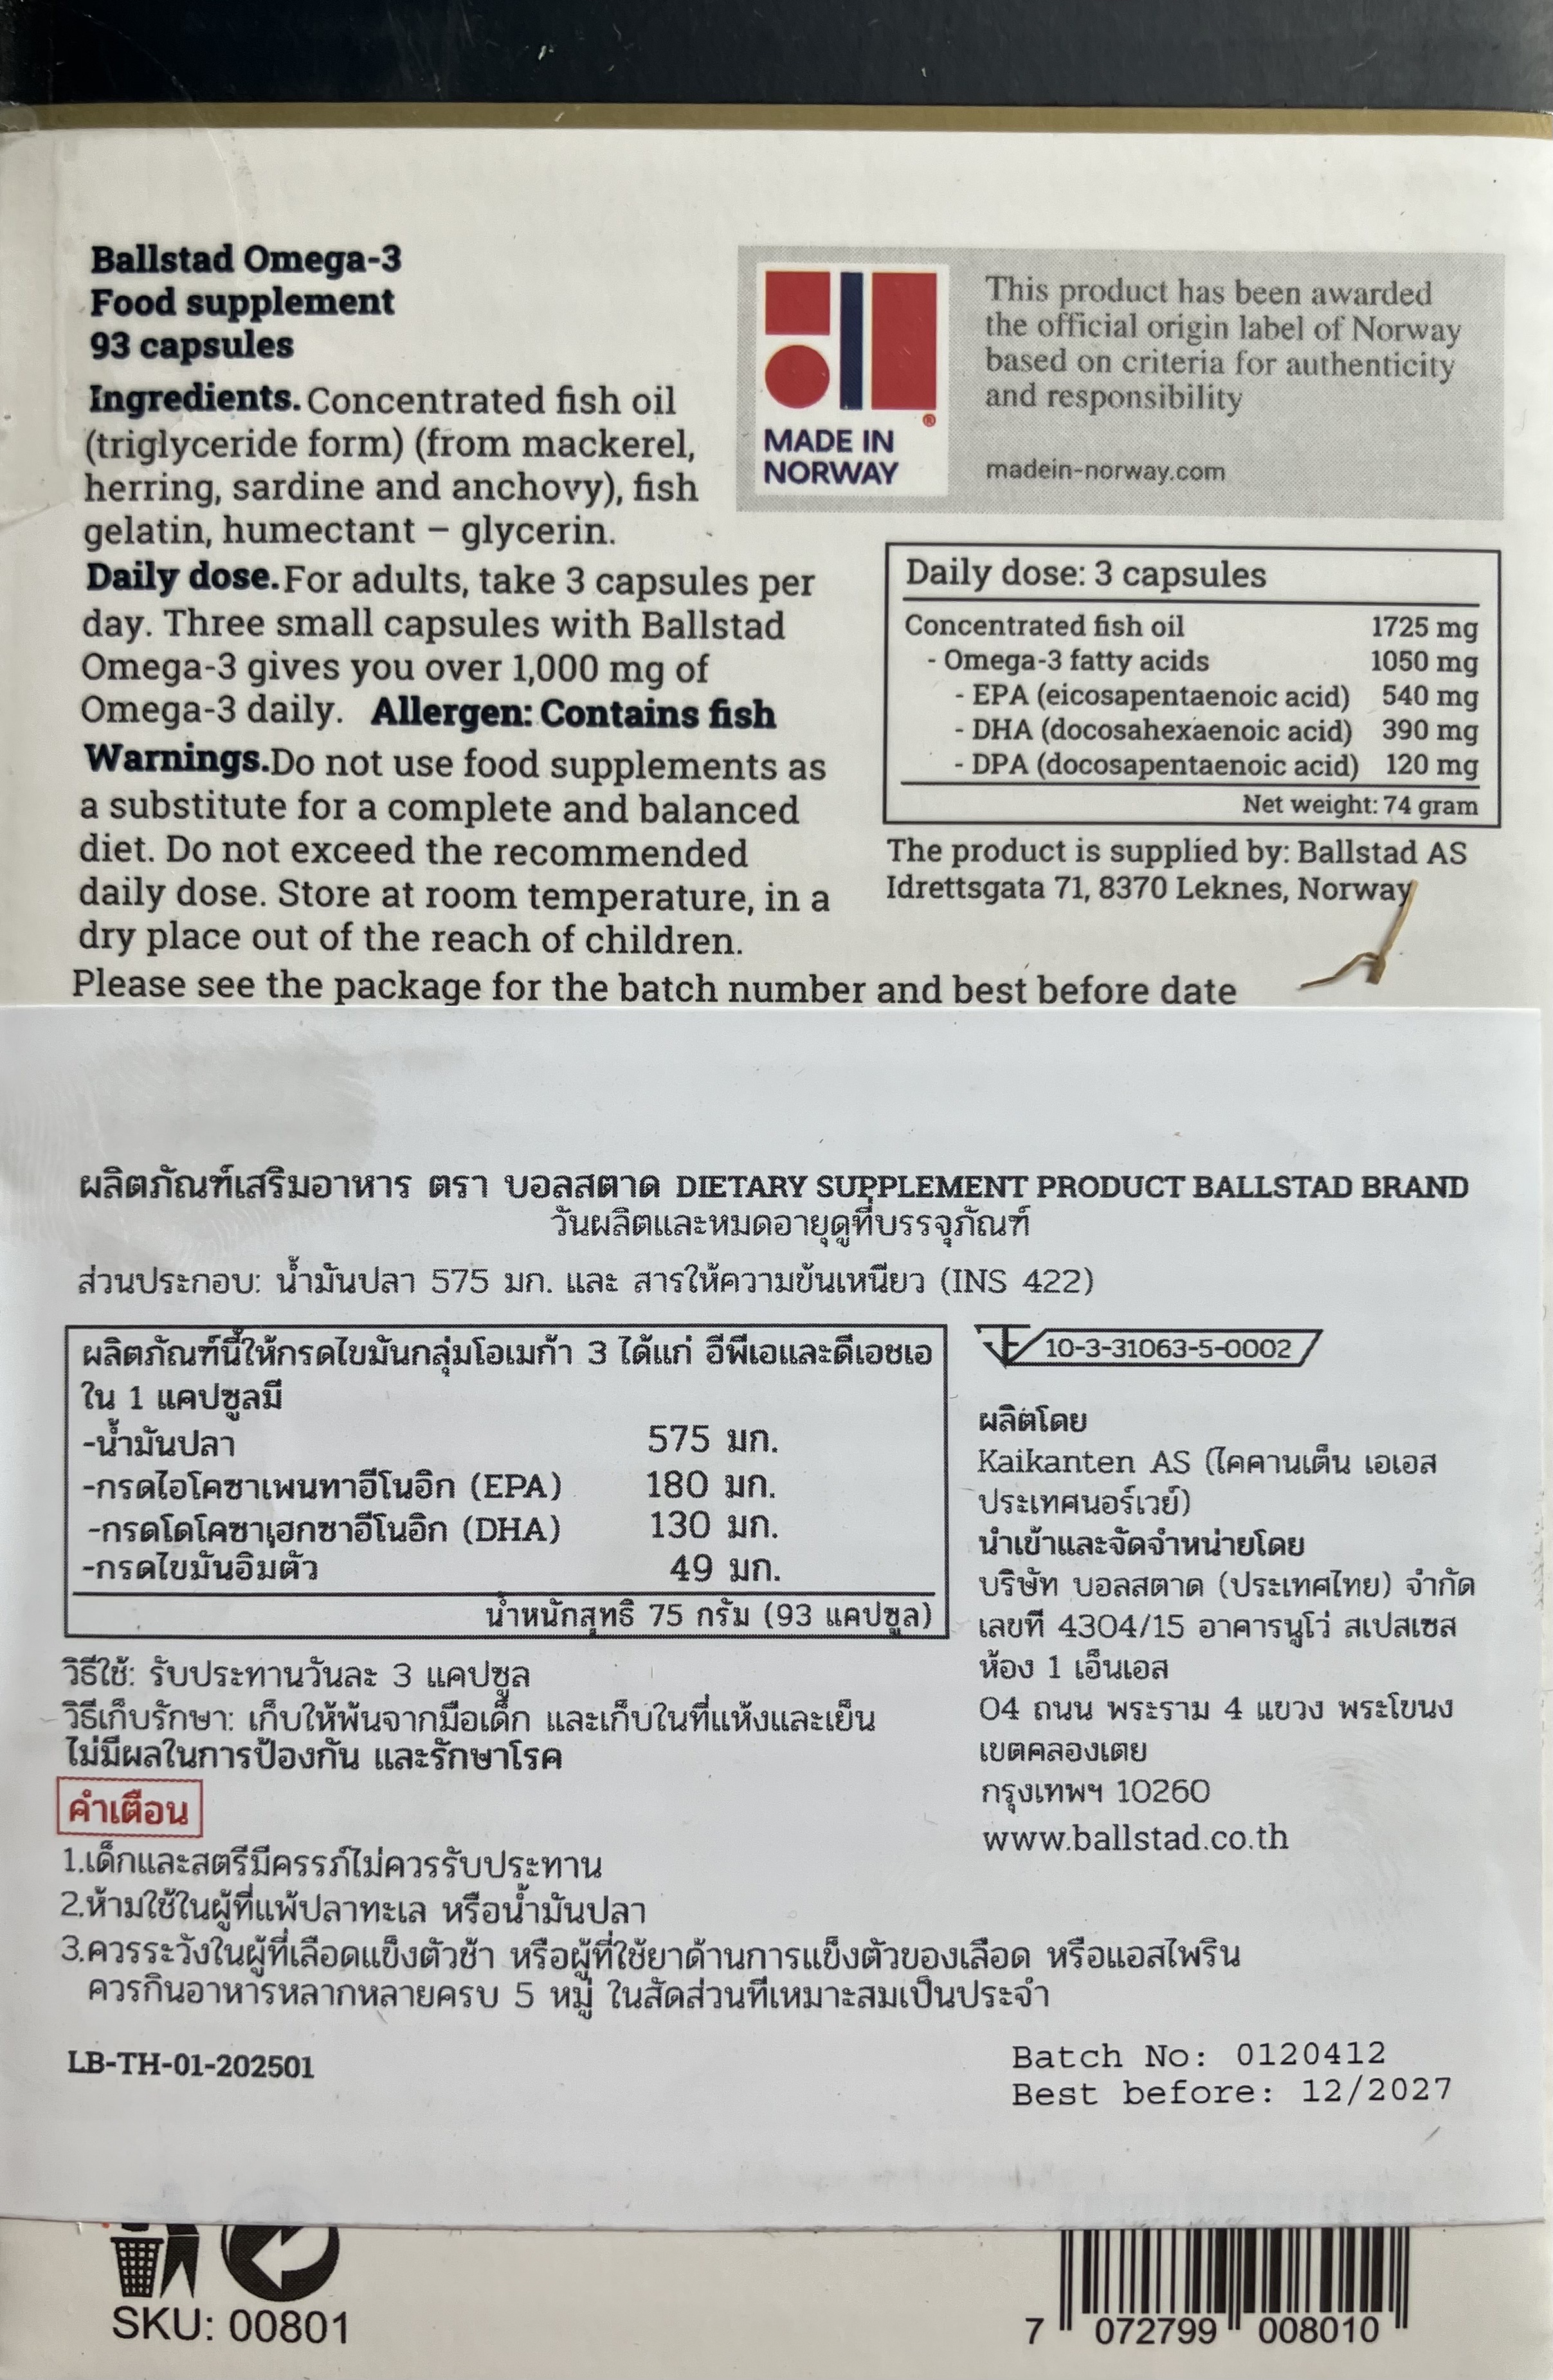 Ballstad Omega-3
Food supplement
93 capsules
Ingredients. Concentrated fish oil
(triglyceride form) (from mackerel,
herring, sardine and anchovy), fish
gelatin, humectant – glycerin.
Daily dose. For adults, take 3 capsules per
day. Three small capsules with Ballstad
Omega-3 gives you over 1,000 mg of
Omega-3 daily. Allergen: Contains fish
Warnings. Do not use food supplements as
a substitute for a complete and balanced
diet. Do not exceed the recommended
daily dose. Store at room temperature, in a
dry place out of the reach of children.
Please see the package for the batch number and best before date
MADE IN
NORWAY
®
This product has been awarded
the official origin label of Norway
based on criteria for authenticity
and responsibility
madein-norway.com
Daily dose: 3 capsules
Concentrated fish oil 1725 mg
- Omega-3 fatty acids 1050 mg
- EPA (eicosapentaenoic acid) 540 mg
- DHA (docosahexaenoic acid) 390 mg
- DPA (docosapentaenoic acid) 120 mg
Net weight: 74 gram
The product is supplied by: Ballstad AS
Idrettsgata 71, 8370 Leknes, Norway
ผลิตภัณฑ์เสริมอาหาร ตรา บอลสตาด DIETARY SUPPLEMENT PRODUCT BALLSTAD BRAND
วันผลิตและหมดอายุดูที่บรรจุภัณฑ์
ส่วนประกอบ: น้ำมันปลา 575 มก. และ สารให้ความข้นเหนียว (INS 422)
ผลิตภัณฑ์นี้ให้กรดไขมันกลุ่มโอเมก้า 3 ได้แก่ อีพีเอและดีเอชเอ
ใน 1 แคปซูลมี
-น้ำมันปลา 575 มก.
-กรดไอโคซาเพนทาอีโนอิก (EPA) 180 มก.
-กรดโดโคซาเฮกซาอีโนอิก (DHA) 130 มก.
-กรดไขมันอิ่มตัว 49 มก.
น้ำหนักสุทธิ 75 กรัม (93 แคปซูล)
วิธีใช้: รับประทานวันละ 3 แคปซูล
วิธีเก็บรักษา: เก็บให้พ้นจากมือเด็ก และเก็บในที่แห้งและเย็น
ไม่มีผลในการป้องกัน และรักษาโรค
คำเตือน
1.เด็กและสตรีมีครรภ์ไม่ควรรับประทาน
2.ห้ามใช้ในผู้ที่แพ้ปลาทะเล หรือน้ำมันปลา
3.ควรระวังในผู้ที่เลือดแข็งตัวช้า หรือผู้ที่ใช้ยาด้านการแข็งตัวของเลือด หรือแอสไพริน
ควรกินอาหารหลากหลายครบ 5 หมู่ ในสัดส่วนที่เหมาะสมเป็นประจำ
10-3-31063-5-0002
ผลิตโดย
Kaikanten AS (ไคคานเต็น เอเอส
ประเทศนอร์เวย์)
นำเข้าและจัดจำหน่ายโดย
บริษัท บอลสตาด (ประเทศไทย) จำกัด
เลขที่ 4304/15 อาคารนูโว่ สเปสเซส
ห้อง 1 เอ็นเอส
04 ถนน พระราม 4 แขวง พระโขนง
เขตคลองเตย
กรุงเทพฯ 10260
www.ballstad.co.th
LB-TH-01-202501
Batch No: 0120412
Best before: 12/2027
SKU: 00801
7 072799 008010